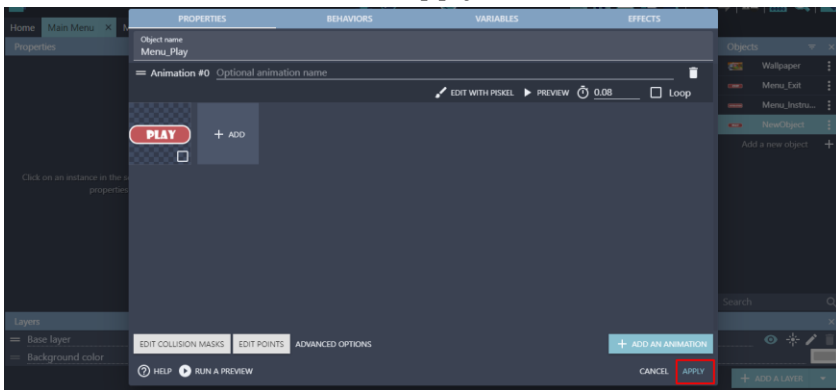 PROPERTIES BEHAVIORS VARIABLES EFFECTS
Home Main Menu ×
Properties
Object name
Menu_Play
Animation #0 Optional animation name
EDIT WITH PISKEL PREVIEW 0.08 Loop
PLAY
+ ADD
Objects
Wallpaper
Menu_Exit
Menu_Instru...
NewObject
Add a new object +
Click on an instance in the
properties
Search
Layers
Base layer
Background color
EDIT COLLISION MASKS EDIT POINTS ADVANCED OPTIONS + ADD AN ANIMATION
HELP RUN A PREVIEW CANCEL APPLY
+ ADD A LAYER